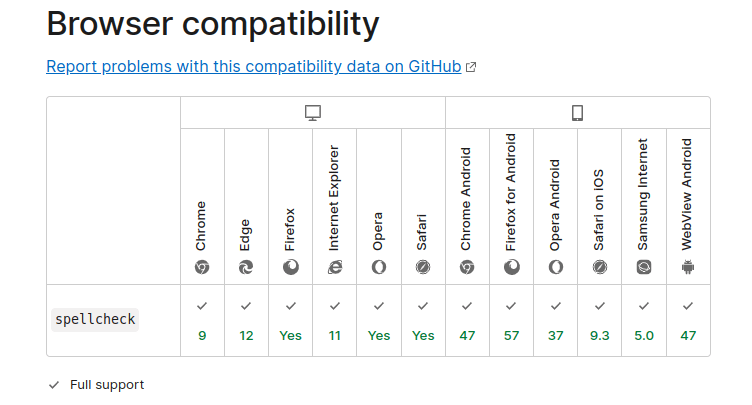 Browser compatibility
Report problems with this compatibility data on GitHub
Chrome
Edge
Firefox
Internet Explorer
Opera
Safari
Chrome Android
Firefox for Android
Opera Android
Safari on iOS
Samsung Internet
WebView Android
spellcheck
9 12 Yes 11 Yes Yes 47 57 37 9.3 5.0 47
Full support